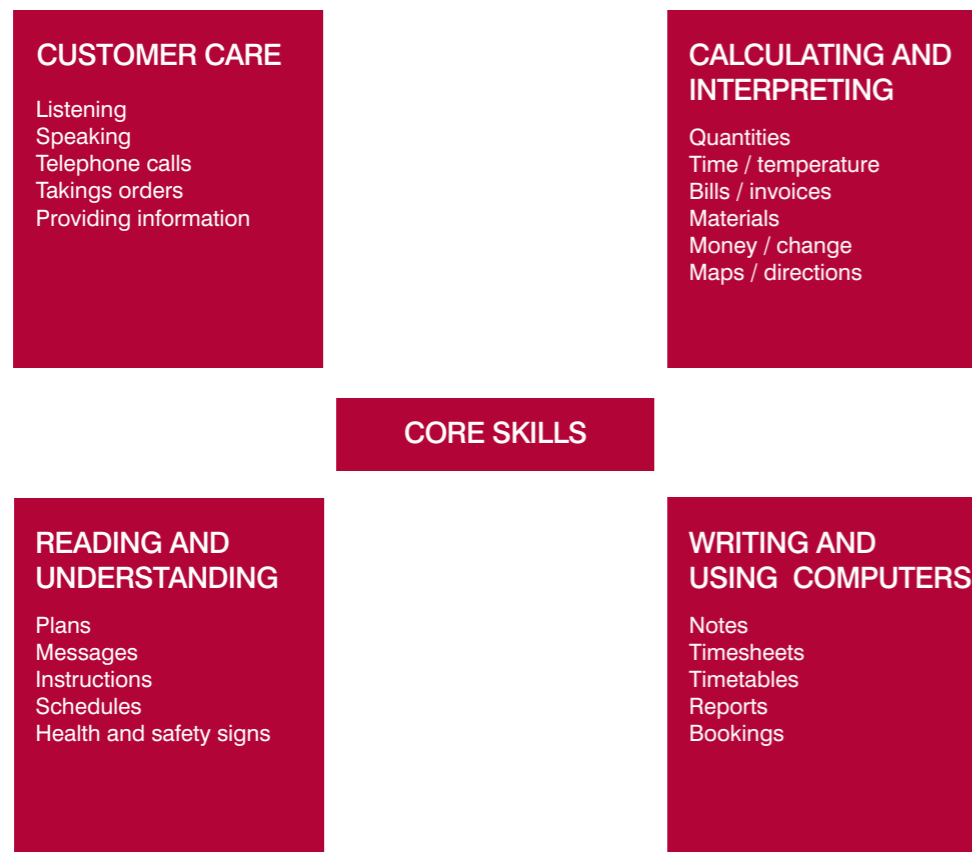 CUSTOMER CARE
Listening
Speaking
Telephone calls
Takings orders
Providing information
CALCULATING AND
INTERPRETING
Quantities
Time / temperature
Bills / invoices
Materials
Money / change
Maps / directions
CORE SKILLS
READING AND
UNDERSTANDING
Plans
Messages
Instructions
Schedules
Health and safety signs
WRITING AND
USING COMPUTERS
Notes
Timesheets
Timetables
Reports
Bookings